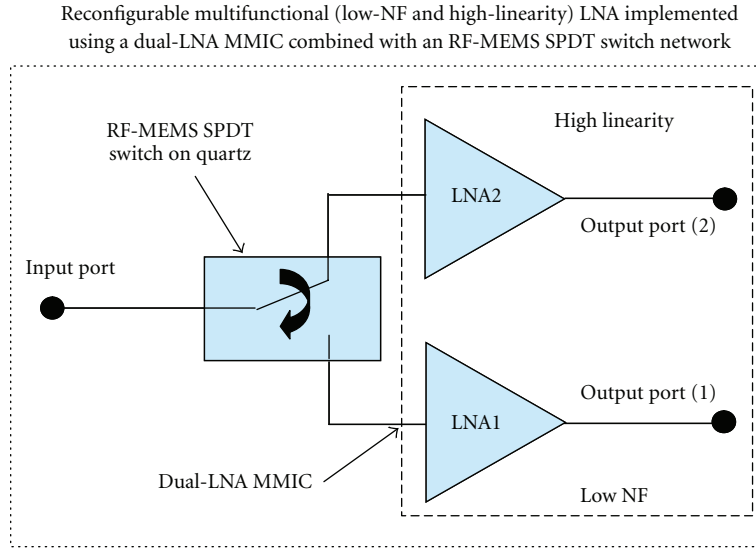 Reconfigurable multifunctional (low-NF and high-linearity) LNA implemented
using a dual-LNA MMIC combined with an RF-MEMS SPDT switch network
RF-MEMS SPDT
switch on quartz
High linearity
LNA2
Output port (2)
Input port
Output port (1)
LNA1
Dual-LNA MMIC
Low NF